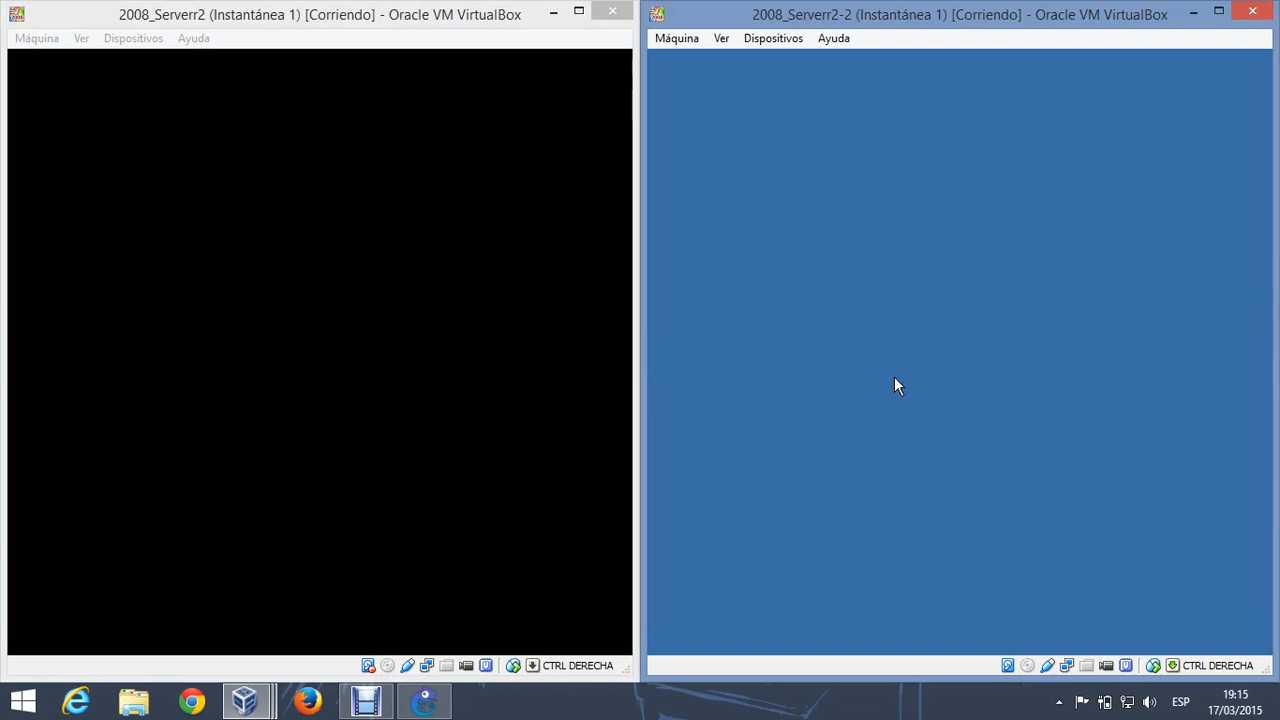 2008_Serverr2 (Instantánea 1) [Corriendo] - Oracle VM VirtualBox
Máquina Ver Dispositivos Ayuda
CTRL DERECHA
2008_Serverr2-2 (Instantánea 1) [Corriendo] - Oracle VM VirtualBox
Máquina Ver Dispositivos Ayuda
CTRL DERECHA
ESP
19:15
17/03/2015